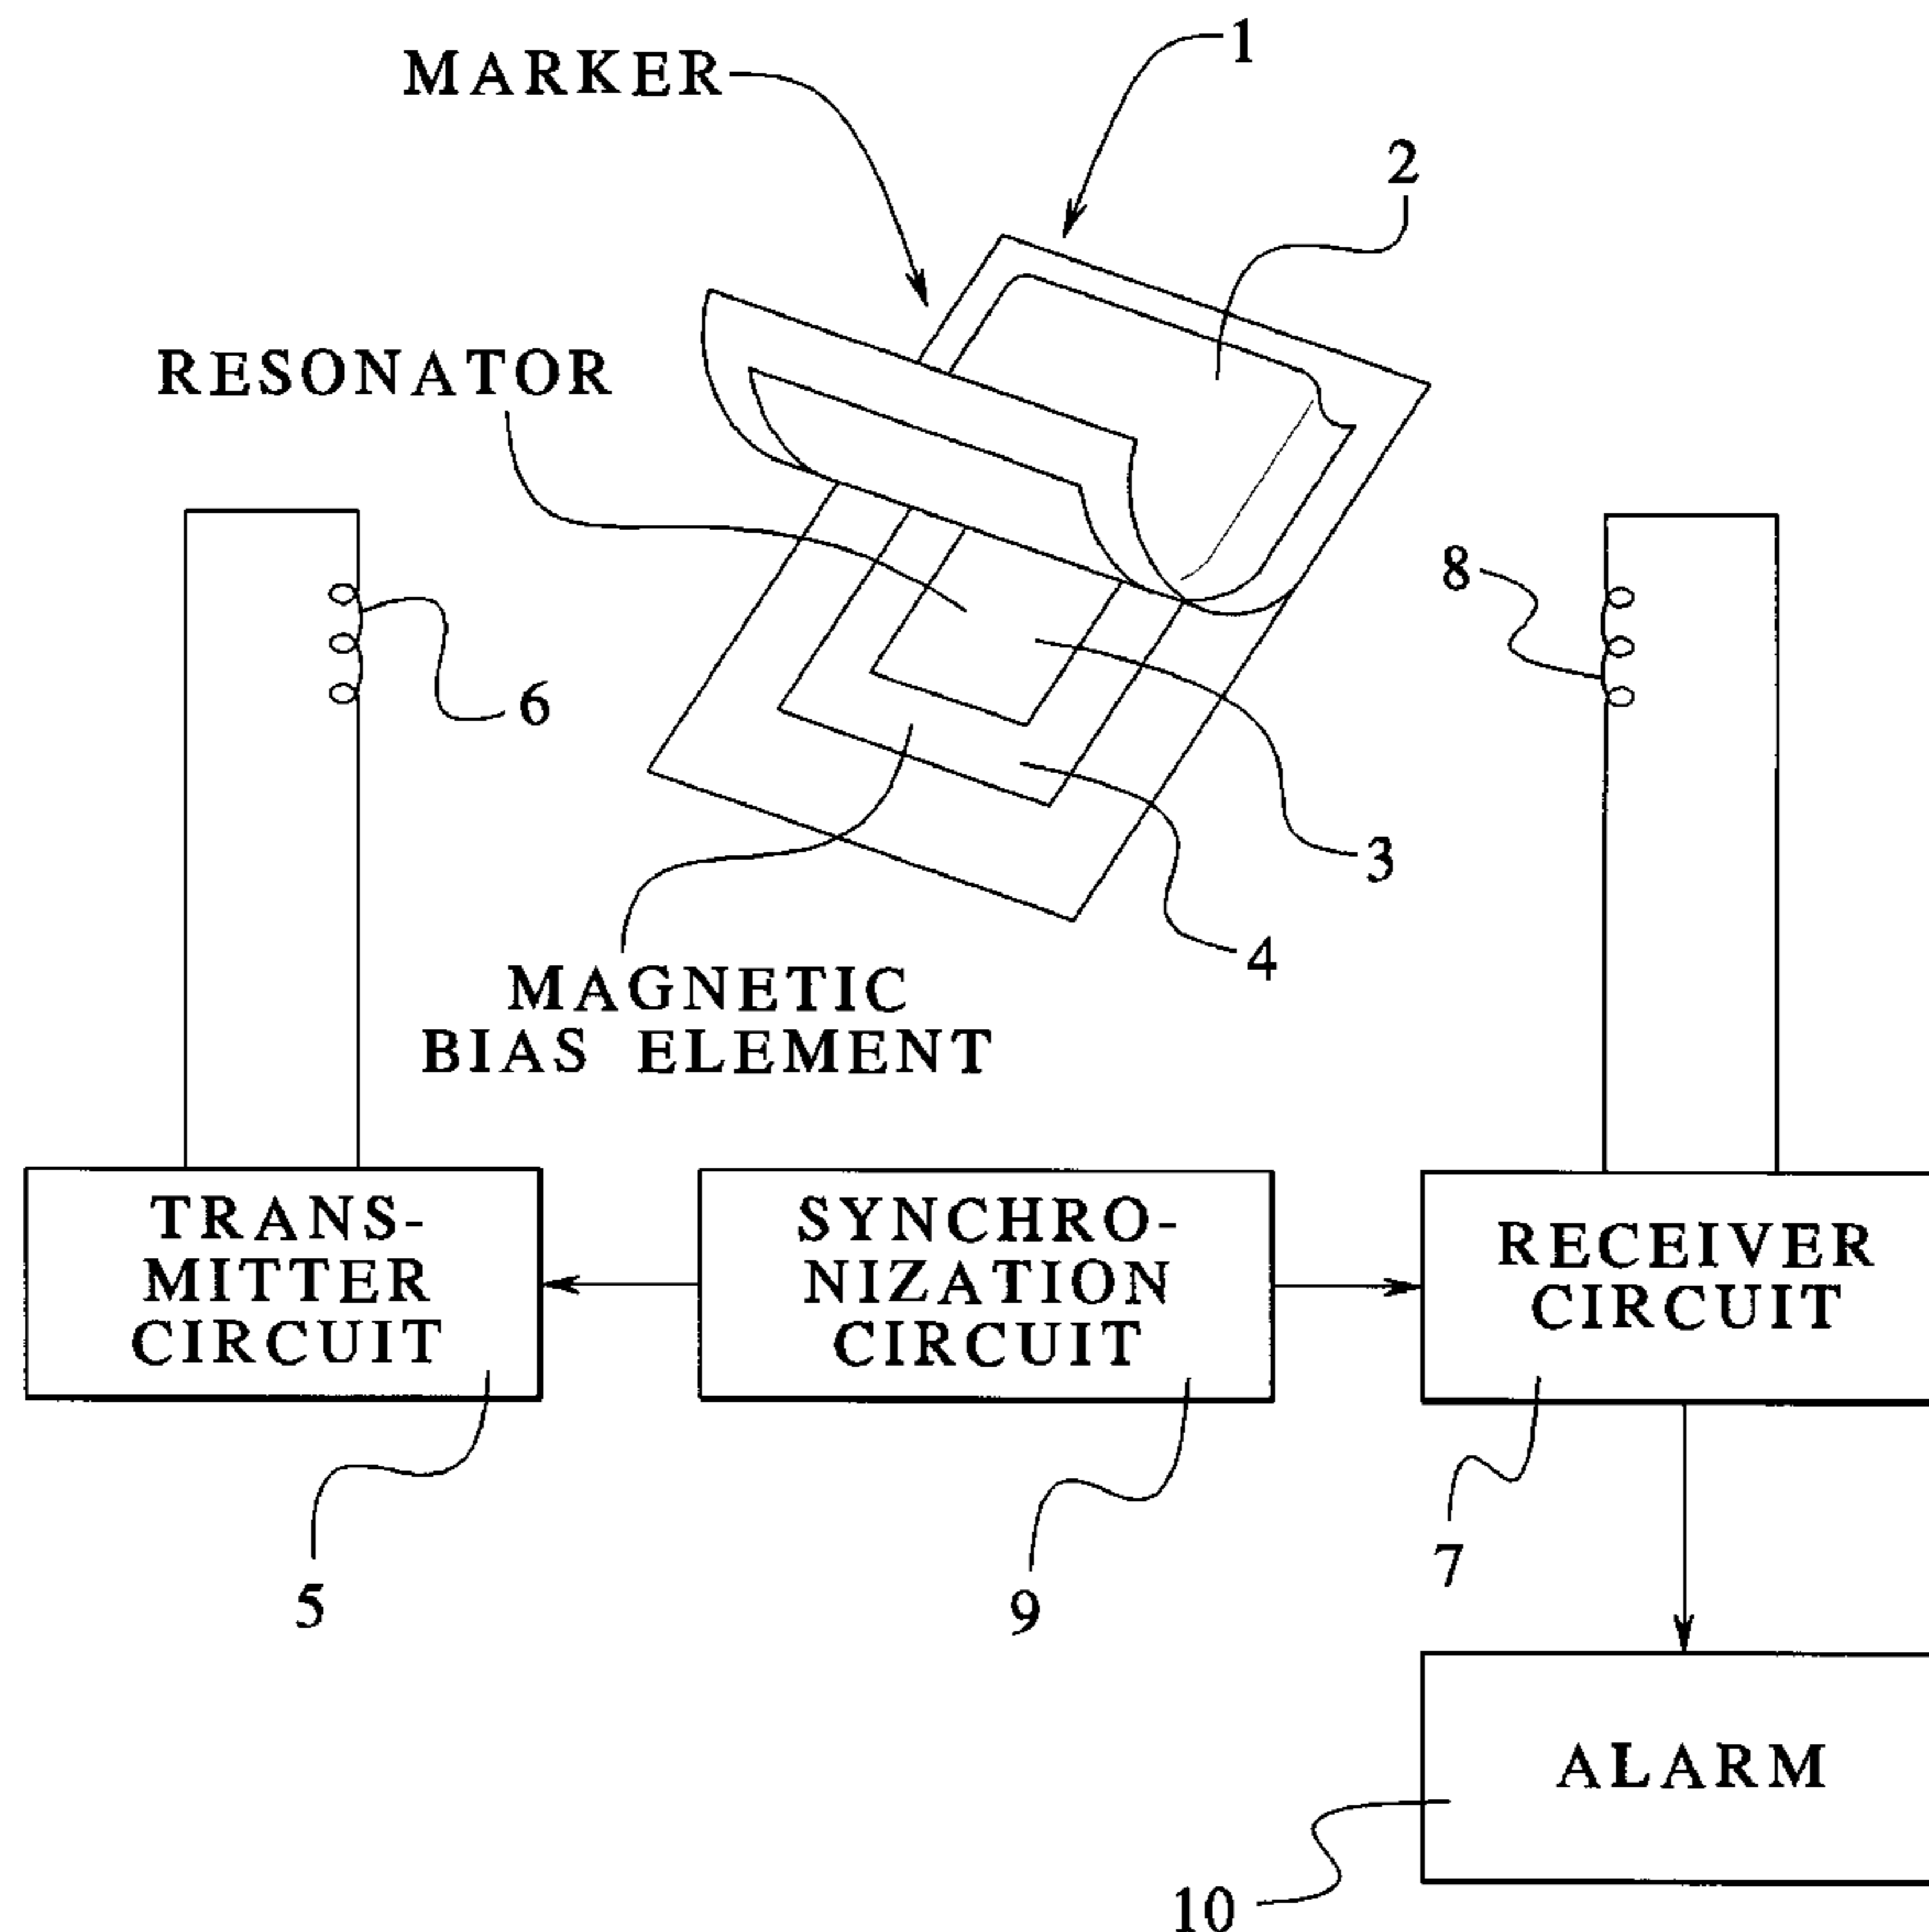 1
MARKER
2
RESONATOR
8
6
3
4
MAGNETIC
BIAS ELEMENT
TRANS-
MITTER
CIRCUIT
SYNCHRO-
NIZATION
CIRCUIT
RECEIVER
CIRCUIT
5
9
7
ALARM
10